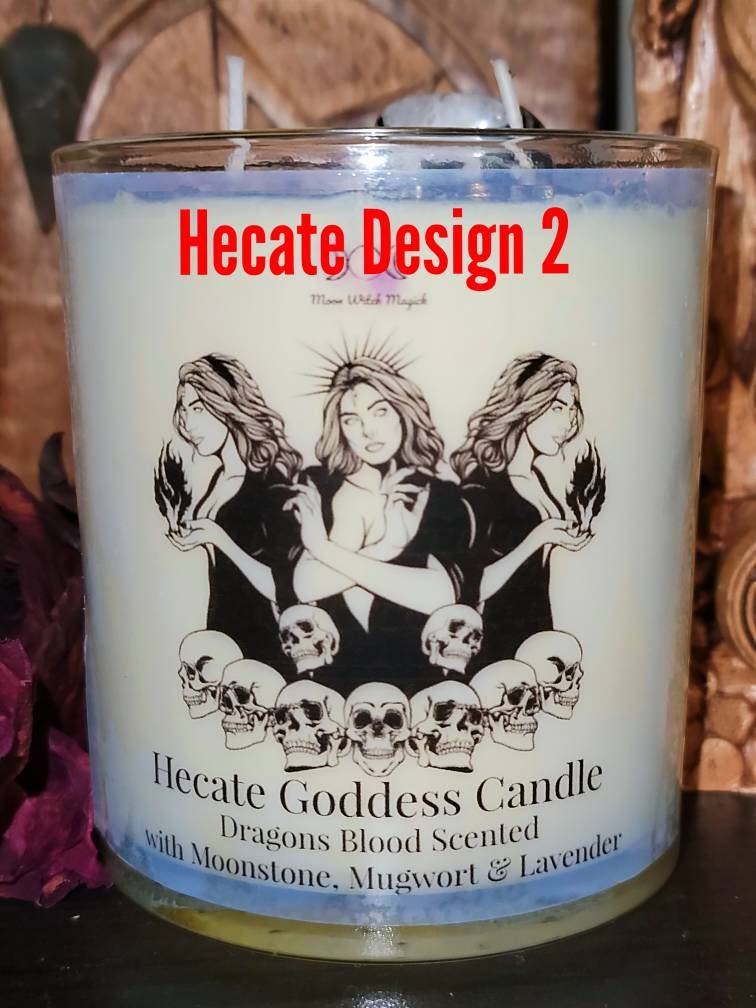 Hecate Design 2
Moon Witch Magick
Hecate Goddess Candle
Dragons Blood Scented
with Moonstone, Mugwort & Lavender